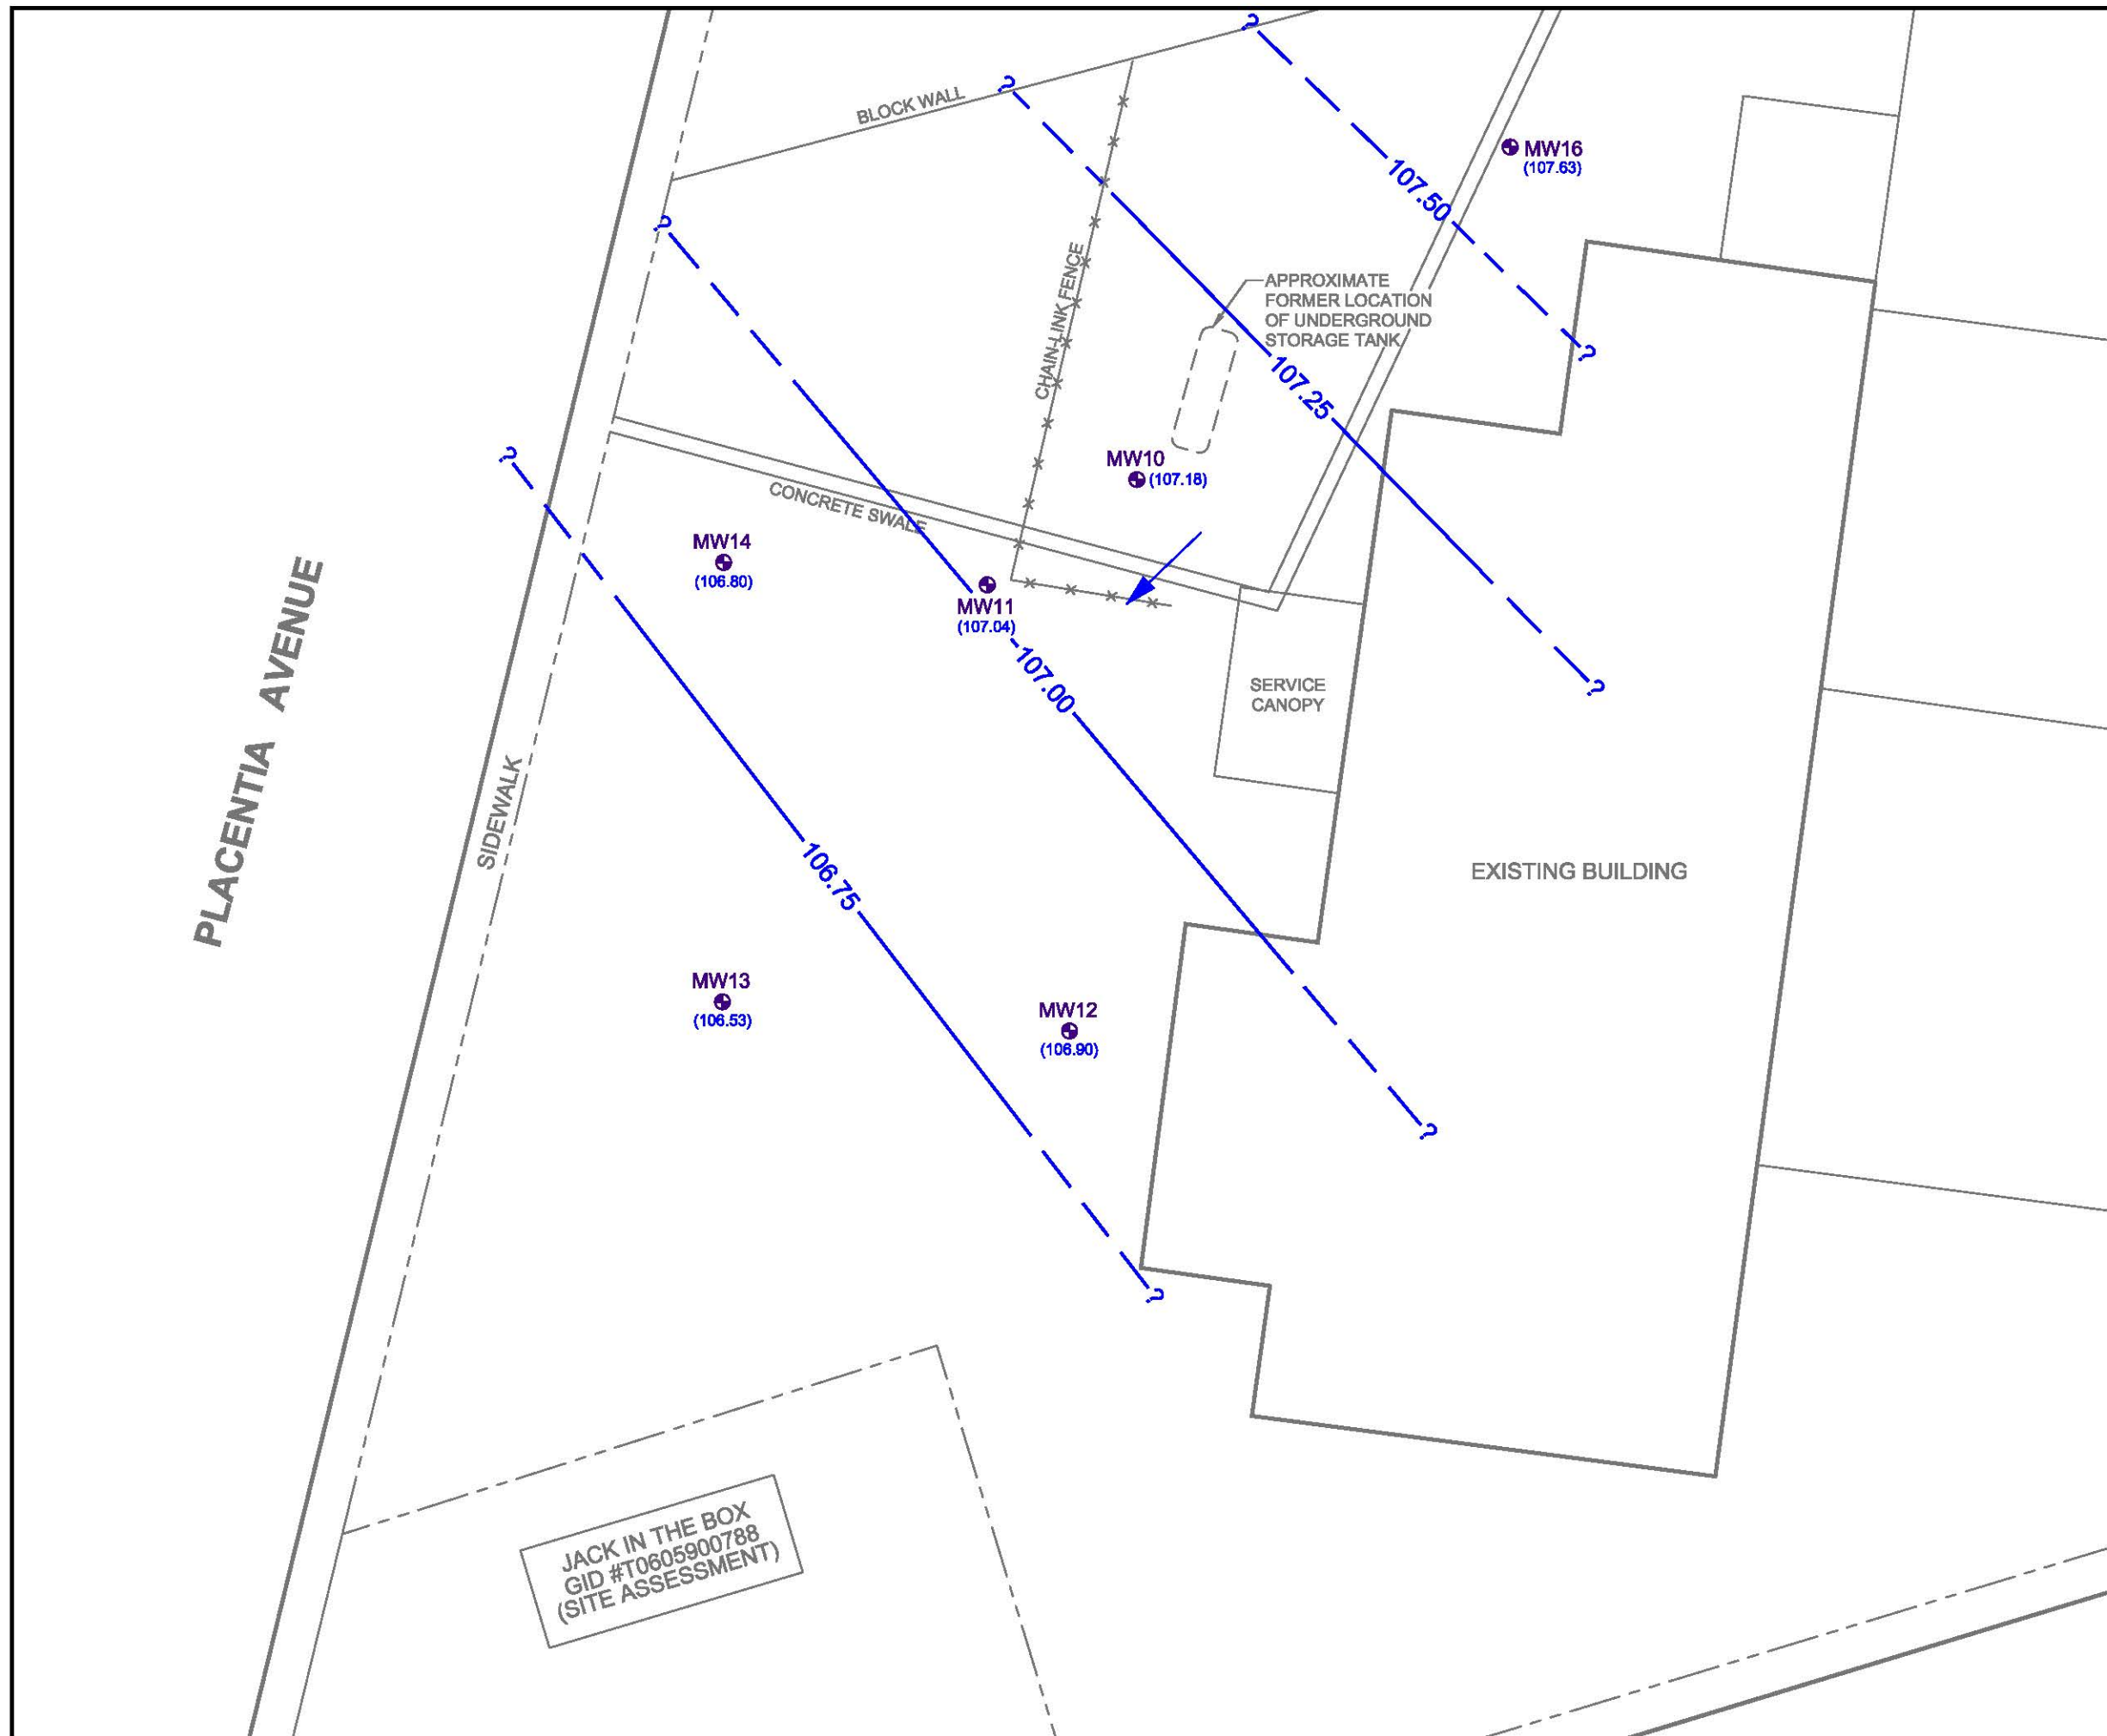 ?
?
BLOCK WALL
MW16
(107.63)
107.50
?
CHAIN-LINK FENCE
APPROXIMATE
FORMER LOCATION
OF UNDERGROUND
STORAGE TANK
?
107.25
?
MW10
(107.18)
CONCRETE SWALE
MW14
(106.80)
MW11
(107.04)
107.00
SERVICE
CANOPY
?
PLACENTIA AVENUE
SIDEWALK
106.75
EXISTING BUILDING
MW13
(106.53)
MW12
(106.90)
?
?
JACK IN THE BOX
GID #T0605900788
(SITE ASSESSMENT)